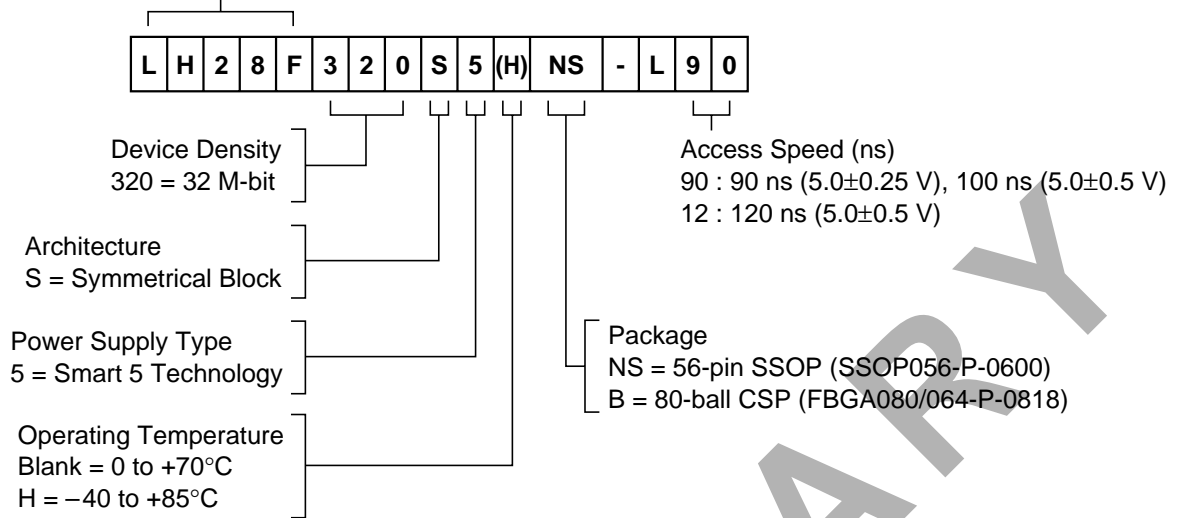 L H 2 8 F 3 2 0 S 5 (H) NS - L 9 0
Device Density
320 = 32 M-bit
Access Speed (ns)
90 : 90 ns (5.0±0.25 V), 100 ns (5.0±0.5 V)
12 : 120 ns (5.0±0.5 V)
Architecture
S = Symmetrical Block
Power Supply Type
5 = Smart 5 Technology
Package
NS = 56-pin SSOP (SSOP056-P-0600)
B = 80-ball CSP (FBGA080/064-P-0818)
Operating Temperature
Blank = 0 to +70°C
H = −40 to +85°C
ARY